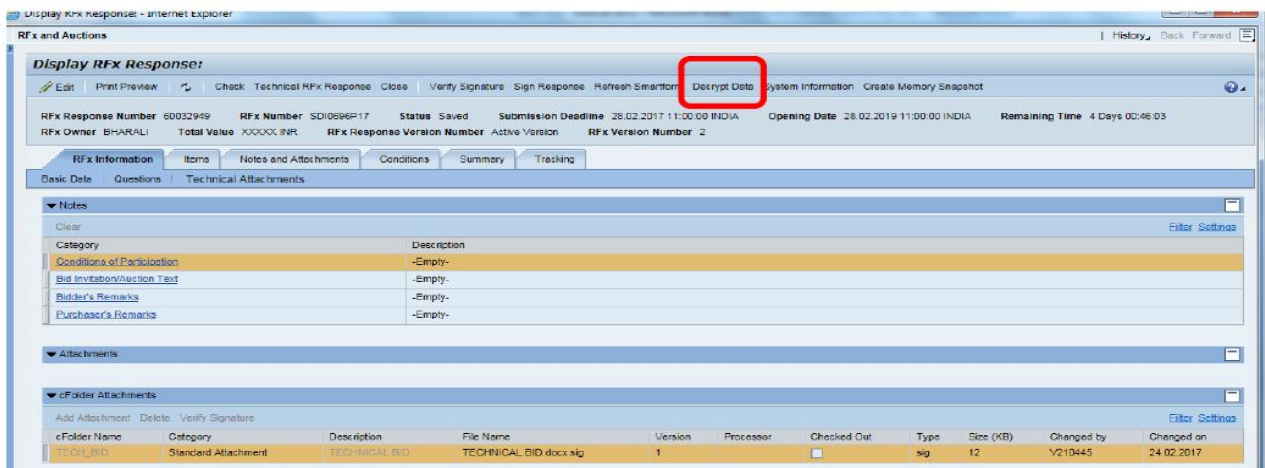 Display RFx Response: - Internet Explorer
RFx and Auctions | History Back Forward
Display RFx Response:
Edit | Print Preview Check Technical RFx Response Close | Verify Signature Sign Response Refresh Smartform Decrypt Data System Information Create Memory Snapshot
RFx Response Number 60032949 RFx Number SDI0696P17 Status Saved Submission Deadline 28.02.2017 11:00:00 INDIA Opening Date 28.02.2019 11:00:00 INDIA Remaining Time 4 Days 00:46:03
RFx Owner BHARALI Total Value XXXXX INR RFx Response Version Number Active Version RFx Version Number 2
RFx Information Items Notes and Attachments Conditions Summary Tracking
Basic Data | Questions | Technical Attachments
Notes
Clear Filter Settings
Category Description
Conditions of Participation -Empty-
Bid Invitation/Auction Text -Empty-
Bidder's Remarks -Empty-
Purchaser's Remarks -Empty-
Attachments
cFolder Attachments
Add Attachment Delete Verify Signature Filter Settings
cFolder Name Category Description File Name Version Processor Checked Out Type Size (KB) Changed by Changed on
TECH_BID Standard Attachment TECHNICAL BID TECHNICAL BID.docx.sig 1 sig 12 V210445 24.02.2017